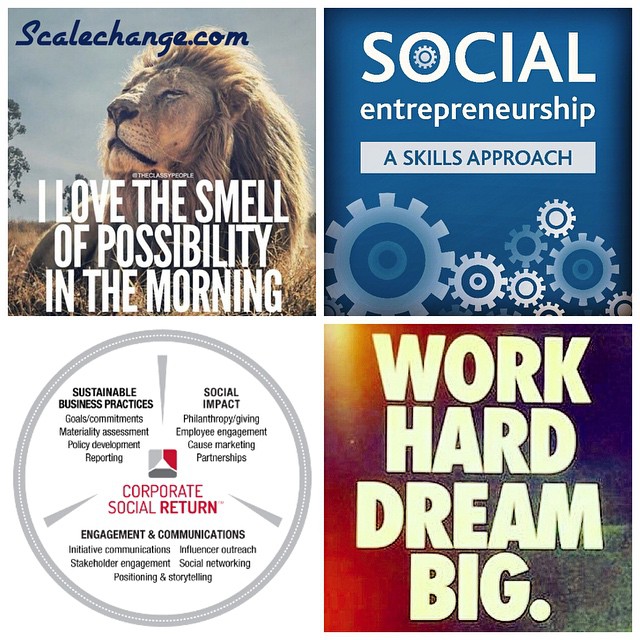 Scalechange.com
@THECLASSYPEOPLE
I LOVE THE SMELL
OF POSSIBILITY
IN THE MORNING
SOCIAL
entrepreneurship
A SKILLS APPROACH
SUSTAINABLE
BUSINESS PRACTICES
Goals/commitments
Materiality assessment
Policy development
Reporting
SOCIAL
IMPACT
Philanthropy/giving
Employee engagement
Cause marketing
Partnerships
CORPORATE
SOCIAL RETURN™
ENGAGEMENT & COMMUNICATIONS
Initiative communications Influencer outreach
Stakeholder engagement Social networking
Positioning & storytelling
WORK
HARD
DREAM
BIG.